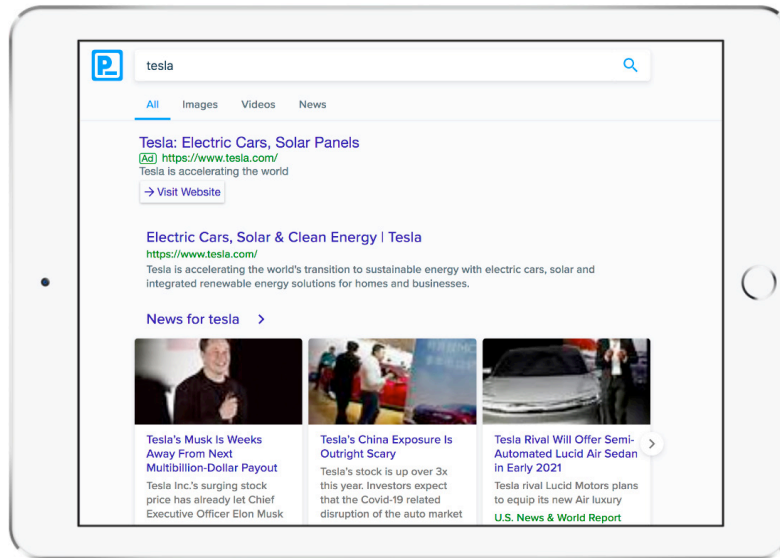 P_
tesla
All Images Videos News
Tesla: Electric Cars, Solar Panels
Ad https://www.tesla.com/
Tesla is accelerating the world
→ Visit Website
Electric Cars, Solar & Clean Energy | Tesla
https://www.tesla.com/
Tesla is accelerating the world's transition to sustainable energy with electric cars, solar and
integrated renewable energy solutions for homes and businesses.
News for tesla >
Tesla's Musk Is Weeks
Away From Next
Multibillion-Dollar Payout
Tesla Inc.'s surging stock
price has already let Chief
Executive Officer Elon Musk
Tesla's China Exposure Is
Outright Scary
Tesla's stock is up over 3x
this year. Investors expect
that the Covid-19 related
disruption of the auto market
Tesla Rival Will Offer Semi-
Automated Lucid Air Sedan
in Early 2021
Tesla rival Lucid Motors plans
to equip its new Air luxury
U.S. News & World Report